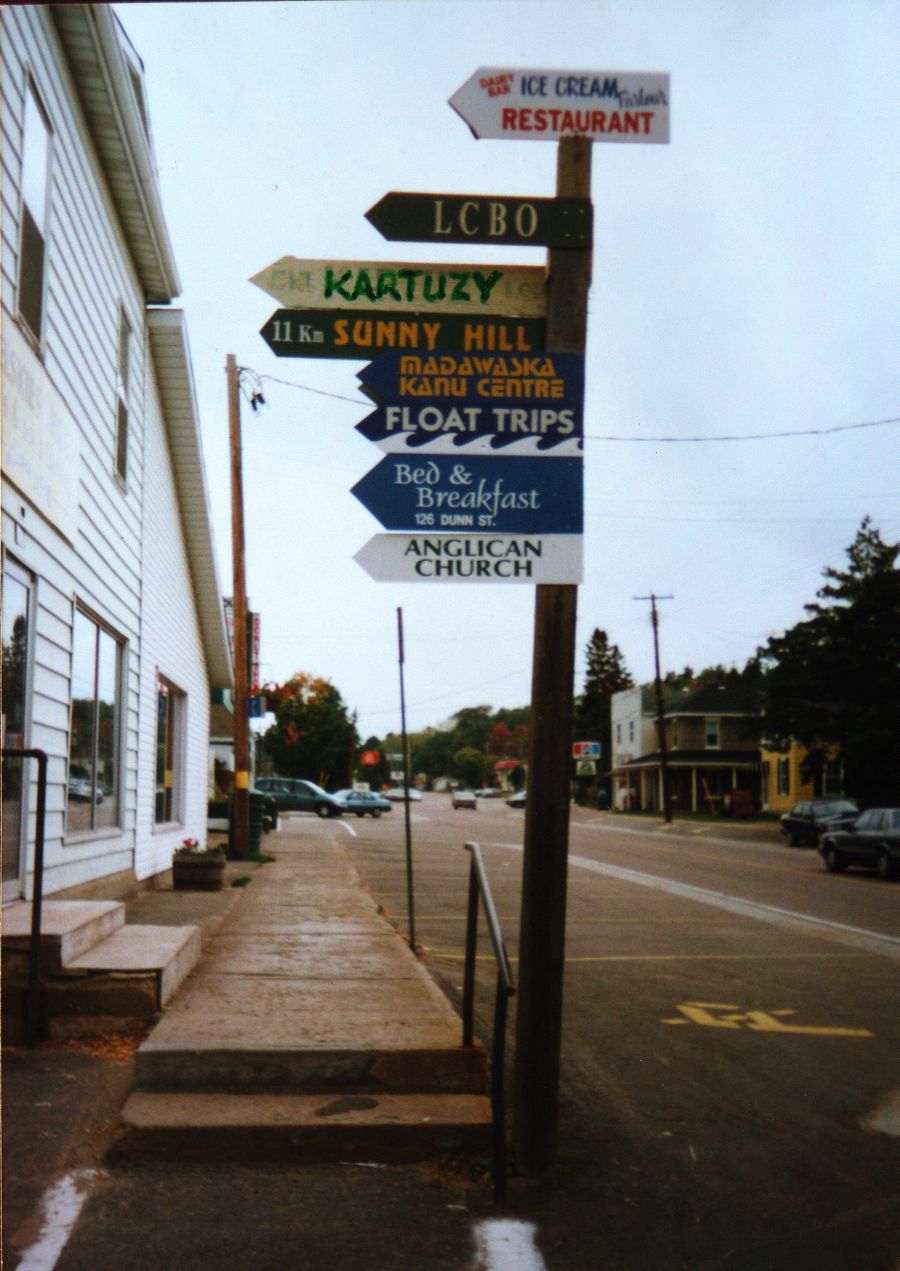 DAIRY BAR ICE CREAM Parlour
RESTAURANT
LCBO
KARTUZY
11 Km SUNNY HILL
MADAWASKA
KANU CENTRE
FLOAT TRIPS
Bed &
Breakfast
126 DUNN ST.
ANGLICAN
CHURCH